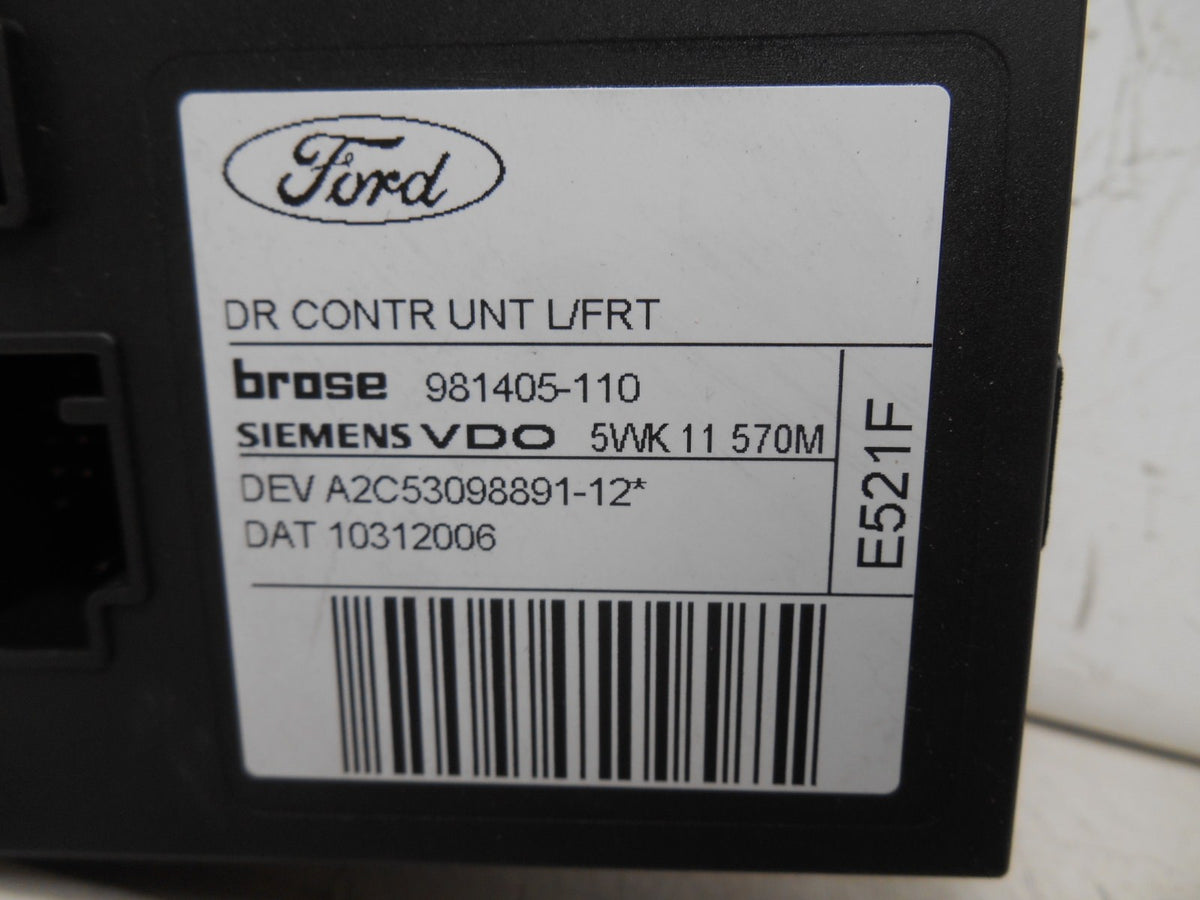 Ford
DR CONTR UNT L/FRT
brose 981405-110
SIEMENS VDO 5WK 11 570M
DEV A2C53098891-12*
DAT 10312006
E521F